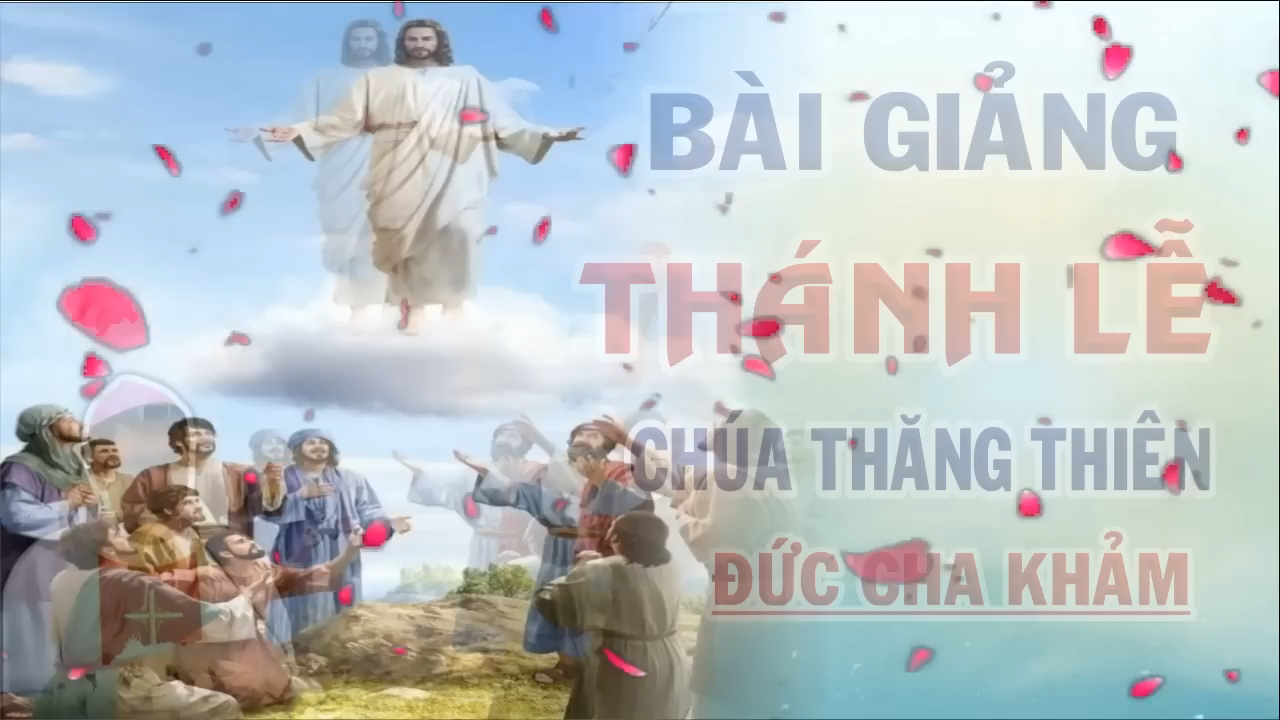 BÀI GIẢNG
THÁNH LỄ
CHÚA THĂNG THIÊN
ĐỨC CHA KHẢM